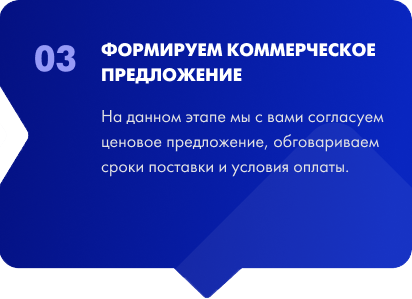 03
ФОРМИРУЕМ КОММЕРЧЕСКОЕ
ПРЕДЛОЖЕНИЕ
На данном этапе мы с вами согласуем
ценовое предложение, обговариваем
сроки поставки и условия оплаты.